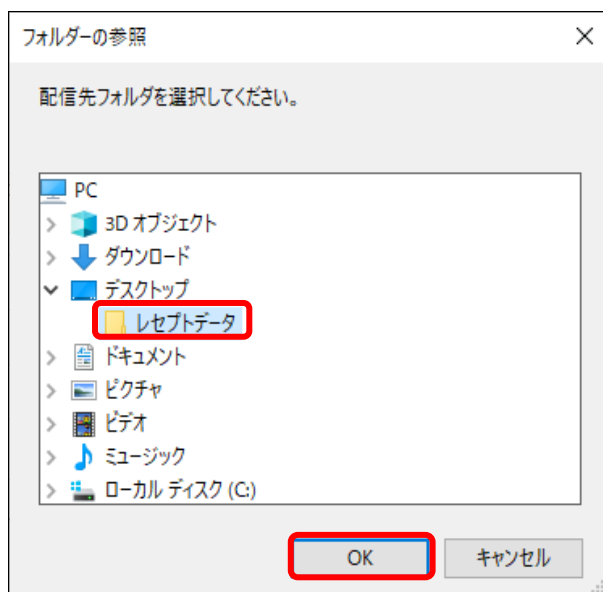 フォルダーの参照
配信先フォルダを選択してください。
PC
3D オブジェクト
ダウンロード
デスクトップ
レセプトデータ
ドキュメント
ピクチャ
ビデオ
ミュージック
ローカル ディスク (C:)
OK キャンセル